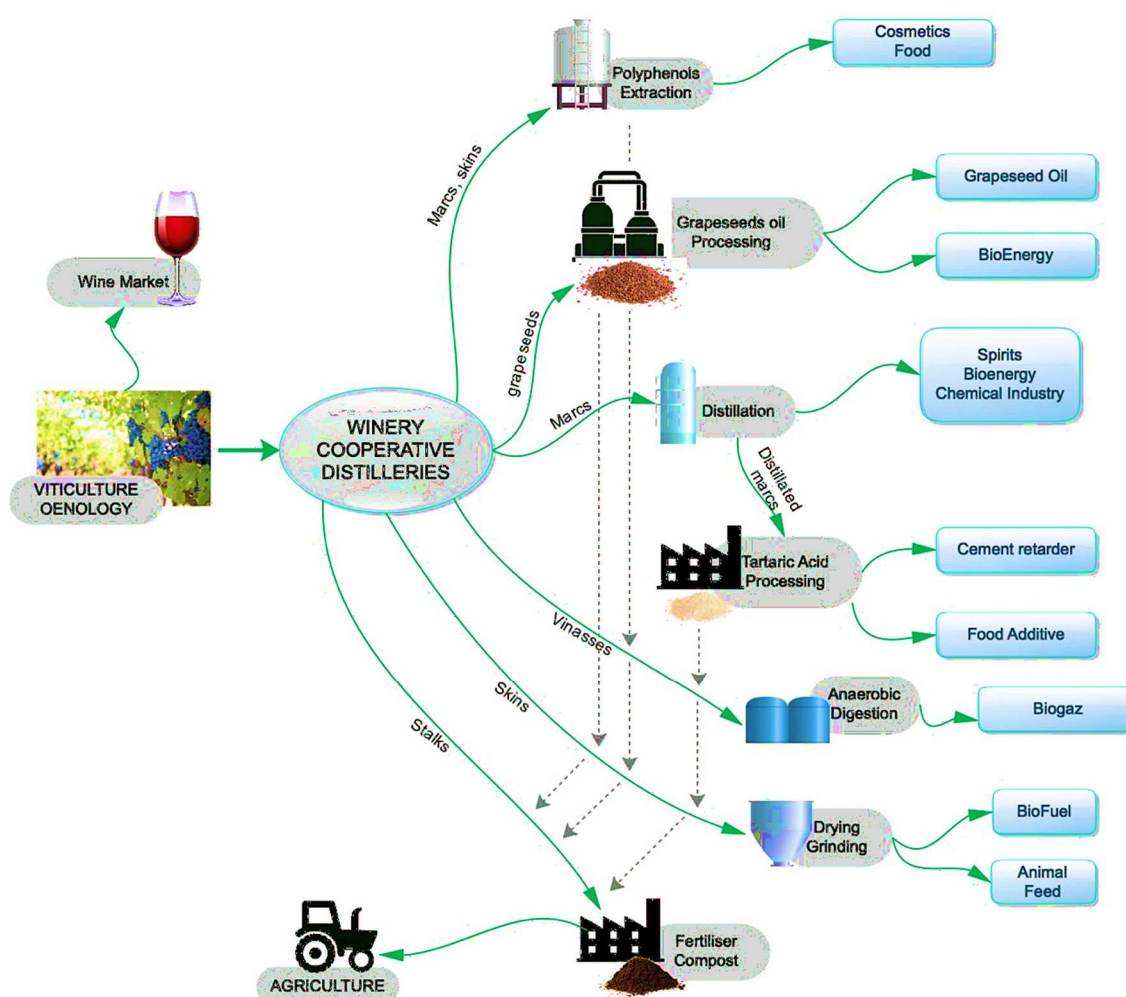 Cosmetics
Food
Polyphenols
Extraction
Marcs, skins
Grapeseed Oil
Grapeseeds oil
Processing
BioEnergy
Wine Market
grapeseeds
Spirits
Bioenergy
Chemical Industry
Marcs
Distillation
WINERY
COOPERATIVE
DISTILLERIES
VITICULTURE
OENOLOGY
Distillated
marcs
Cement retarder
Tartaric Acid
Processing
Food Additive
Vinasses
Anaerobic
Digestion
Biogaz
Skins
Stalks
BioFuel
Drying
Grinding
Animal
Feed
Fertiliser
Compost
AGRICULTURE